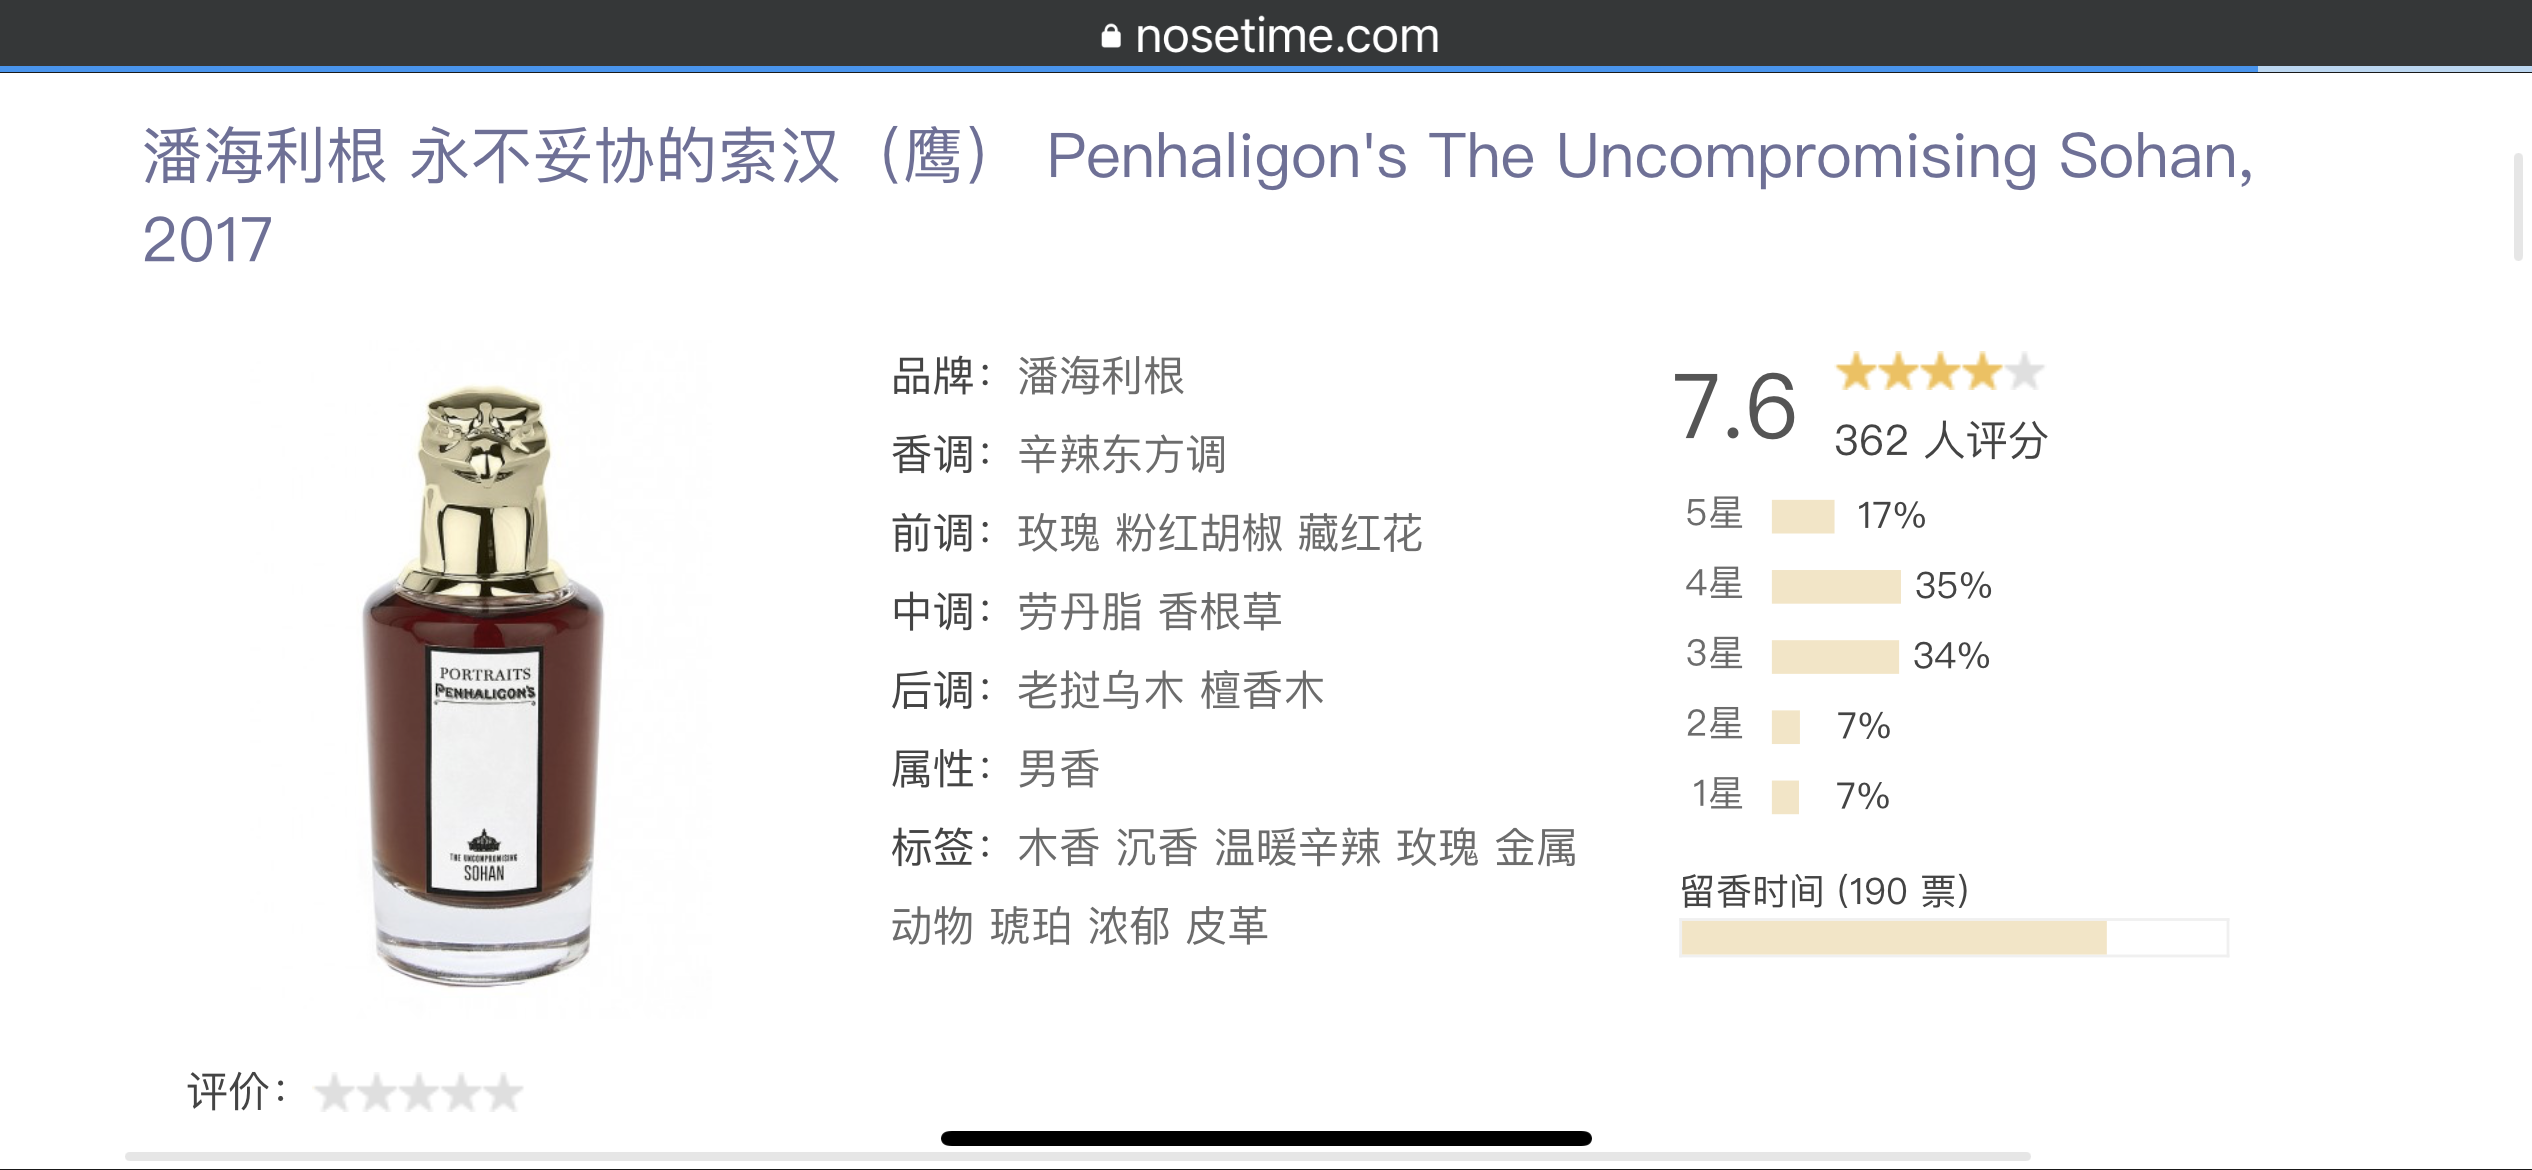 nosetime.com
潘海利根 永不妥协的索汉（鹰） Penhaligon's The Uncompromising Sohan,
2017
PORTRAITS
PENHALIGON'S
THE UNCOMPROMISING
SOHAN
品牌：潘海利根
香调：辛辣东方调
前调：玫瑰 粉红胡椒 藏红花
中调：劳丹脂 香根草
后调：老挝乌木 檀香木
属性：男香
标签：木香 沉香 温暖辛辣 玫瑰 金属
动物 琥珀 浓郁 皮革
7.6
362 人评分
5星 17%
4星 35%
3星 34%
2星 7%
1星 7%
留香时间 (190 票)
评价：